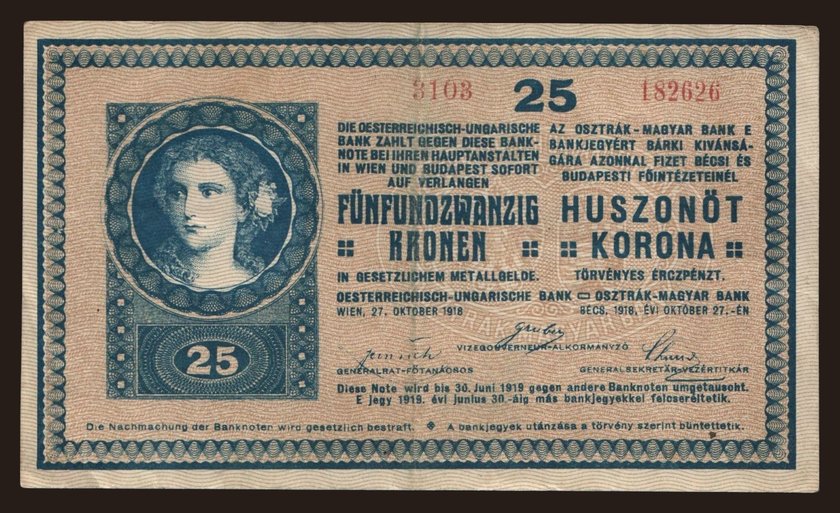 3103 25 182626
DIE OESTERREICHISCH-UNGARISCHE
BANK ZAHLT GEGEN DIESE BANK-
NOTE BEI IHREN HAUPTANSTALTEN
IN WIEN UND BUDAPEST SOFORT
AUF VERLANGEN
FÜNFUNDZWANZIG
KRONEN
IN GESETZLICHEM METALLGELDE.
AZ OSZTRÁK-MAGYAR BANK E
BANKJEGYÉRT BÁRKI KIVÁNSÁ-
GÁRA AZONNAL FIZET BÉCSI ÉS
BUDAPESTI FŐINTÉZETEINÉL
HUSZONÖT
KORONA
TÖRVÉNYES ÉRCZPÉNZT.
OESTERREICHISCH-UNGARISCHE BANK OSZTRÁK-MAGYAR BANK
WIEN, 27. OKTOBER 1918 BÉCS, 1918. ÉVI OKTÓBER 27.-ÉN
Gruber
VIZEGOUVERNEUR-ALKORMÁNYZÓ
GENERALRAT-FŐTANÁCSOS GENERALSEKRETÄR-VEZÉRTITKÁR
25
Diese Note wird bis 30. Juni 1919 gegen andere Banknoten umgetauscht.
E jegy 1919. évi junius 30.-áig más bankjegyekkel felcseréltetik.
Die Nachmachung der Banknoten wird gesetzlich bestraft. A bankjegyek utánzása a törvény szerint büntettetik.